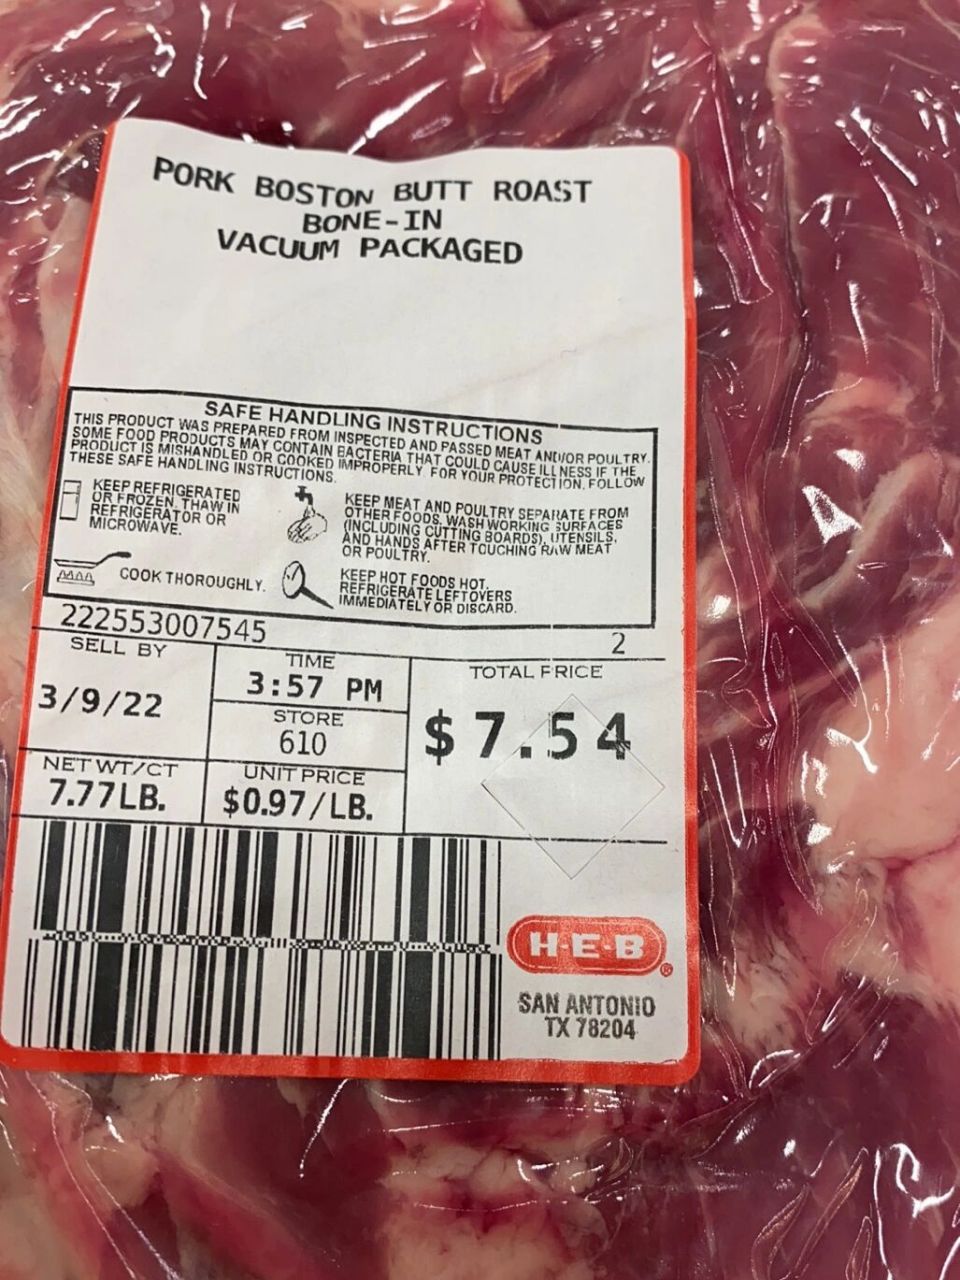 PORK BOSTON BUTT ROAST
BONE-IN
VACUUM PACKAGED
SAFE HANDLING INSTRUCTIONS
THIS PRODUCT WAS PREPARED FROM INSPECTED AND PASSED MEAT AND/OR POULTRY.
SOME FOOD PRODUCTS MAY CONTAIN BACTERIA THAT COULD CAUSE ILLNESS IF THE
PRODUCT IS MISHANDLED OR COOKED IMPROPERLY. FOR YOUR PROTECTION, FOLLOW
THESE SAFE HANDLING INSTRUCTIONS.
KEEP REFRIGERATED
OR FROZEN. THAW IN
REFRIGERATOR OR
MICROWAVE.
KEEP MEAT AND POULTRY SEPARATE FROM
OTHER FOODS. WASH WORKING SURFACES
(INCLUDING CUTTING BOARDS), UTENSILS,
AND HANDS AFTER TOUCHING RAW MEAT
OR POULTRY.
COOK THOROUGHLY.
KEEP HOT FOODS HOT.
REFRIGERATE LEFTOVERS
IMMEDIATELY OR DISCARD.
222553007545 2
SELL BY
3/9/22
TIME
3:57 PM
STORE
610
TOTAL PRICE
$7.54
NET WT/CT
7.77LB.
UNIT PRICE
$0.97/LB.
H-E-B®
SAN ANTONIO
TX 78204